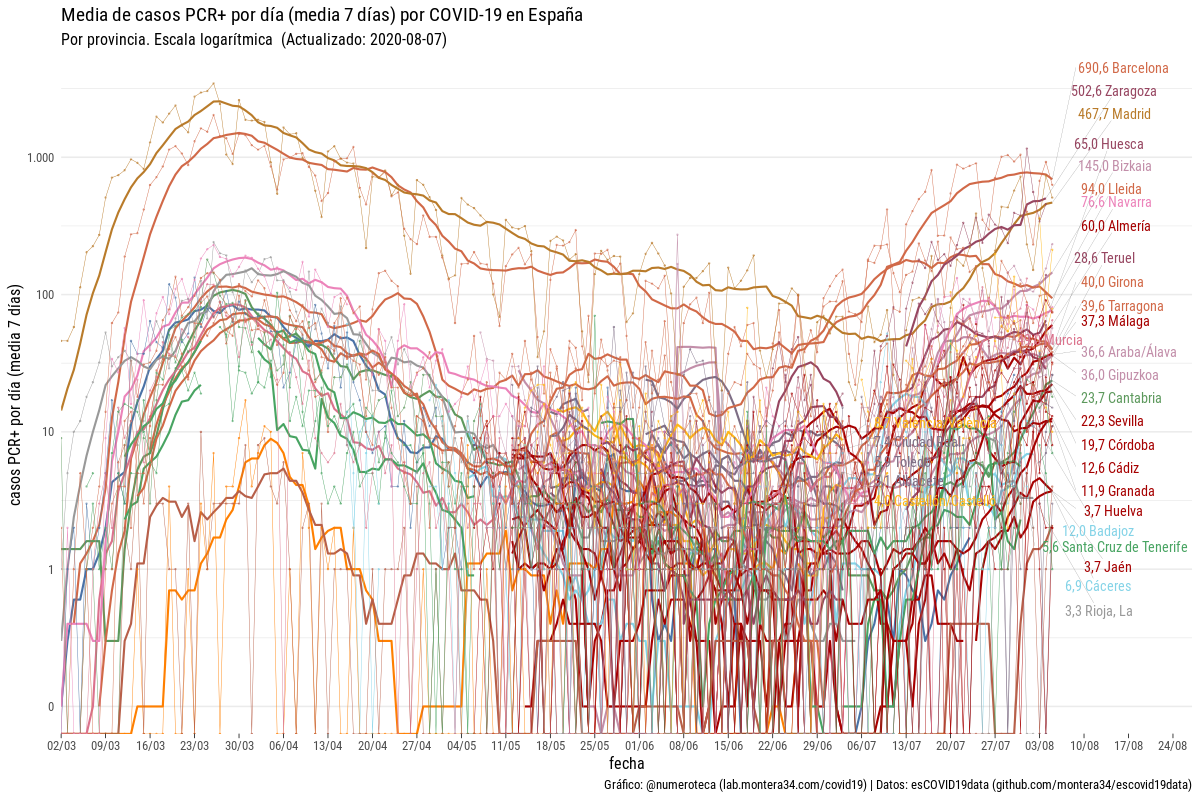 Media de casos PCR+ por día (media 7 días) por COVID-19 en España
Por provincia. Escala logarítmica  (Actualizado: 2020-08-07)
690,6 Barcelona
502,6 Zaragoza
467,7 Madrid
65,0 Huesca
145,0 Bizkaia
94,0 Lleida
76,6 Navarra
60,0 Almería
28,6 Teruel
40,0 Girona
39,6 Tarragona
37,3 Málaga
Murcia
36,6 Araba/Álava
36,0 Gipuzkoa
23,7 Cantabria
22,3 Sevilla
19,7 Córdoba
12,6 Cádiz
11,9 Granada
3,7 Huelva
12,0 Badajoz
5,6 Santa Cruz de Tenerife
3,7 Jaén
6,9 Cáceres
3,3 Rioja, La
Ciudad Real
Toledo
Albacete
casos PCR+ por día (media 7 días)
1.000
100
10
1
0
02/03 09/03 16/03 23/03 30/03 06/04 13/04 20/04 27/04 04/05 11/05 18/05 25/05 01/06 08/06 15/06 22/06 29/06 06/07 13/07 20/07 27/07 03/08 10/08 17/08 24/08
fecha
Gráfico: @numeroteca (lab.montera34.com/covid19) | Datos: esCOVID19data (github.com/montera34/escovid19data)